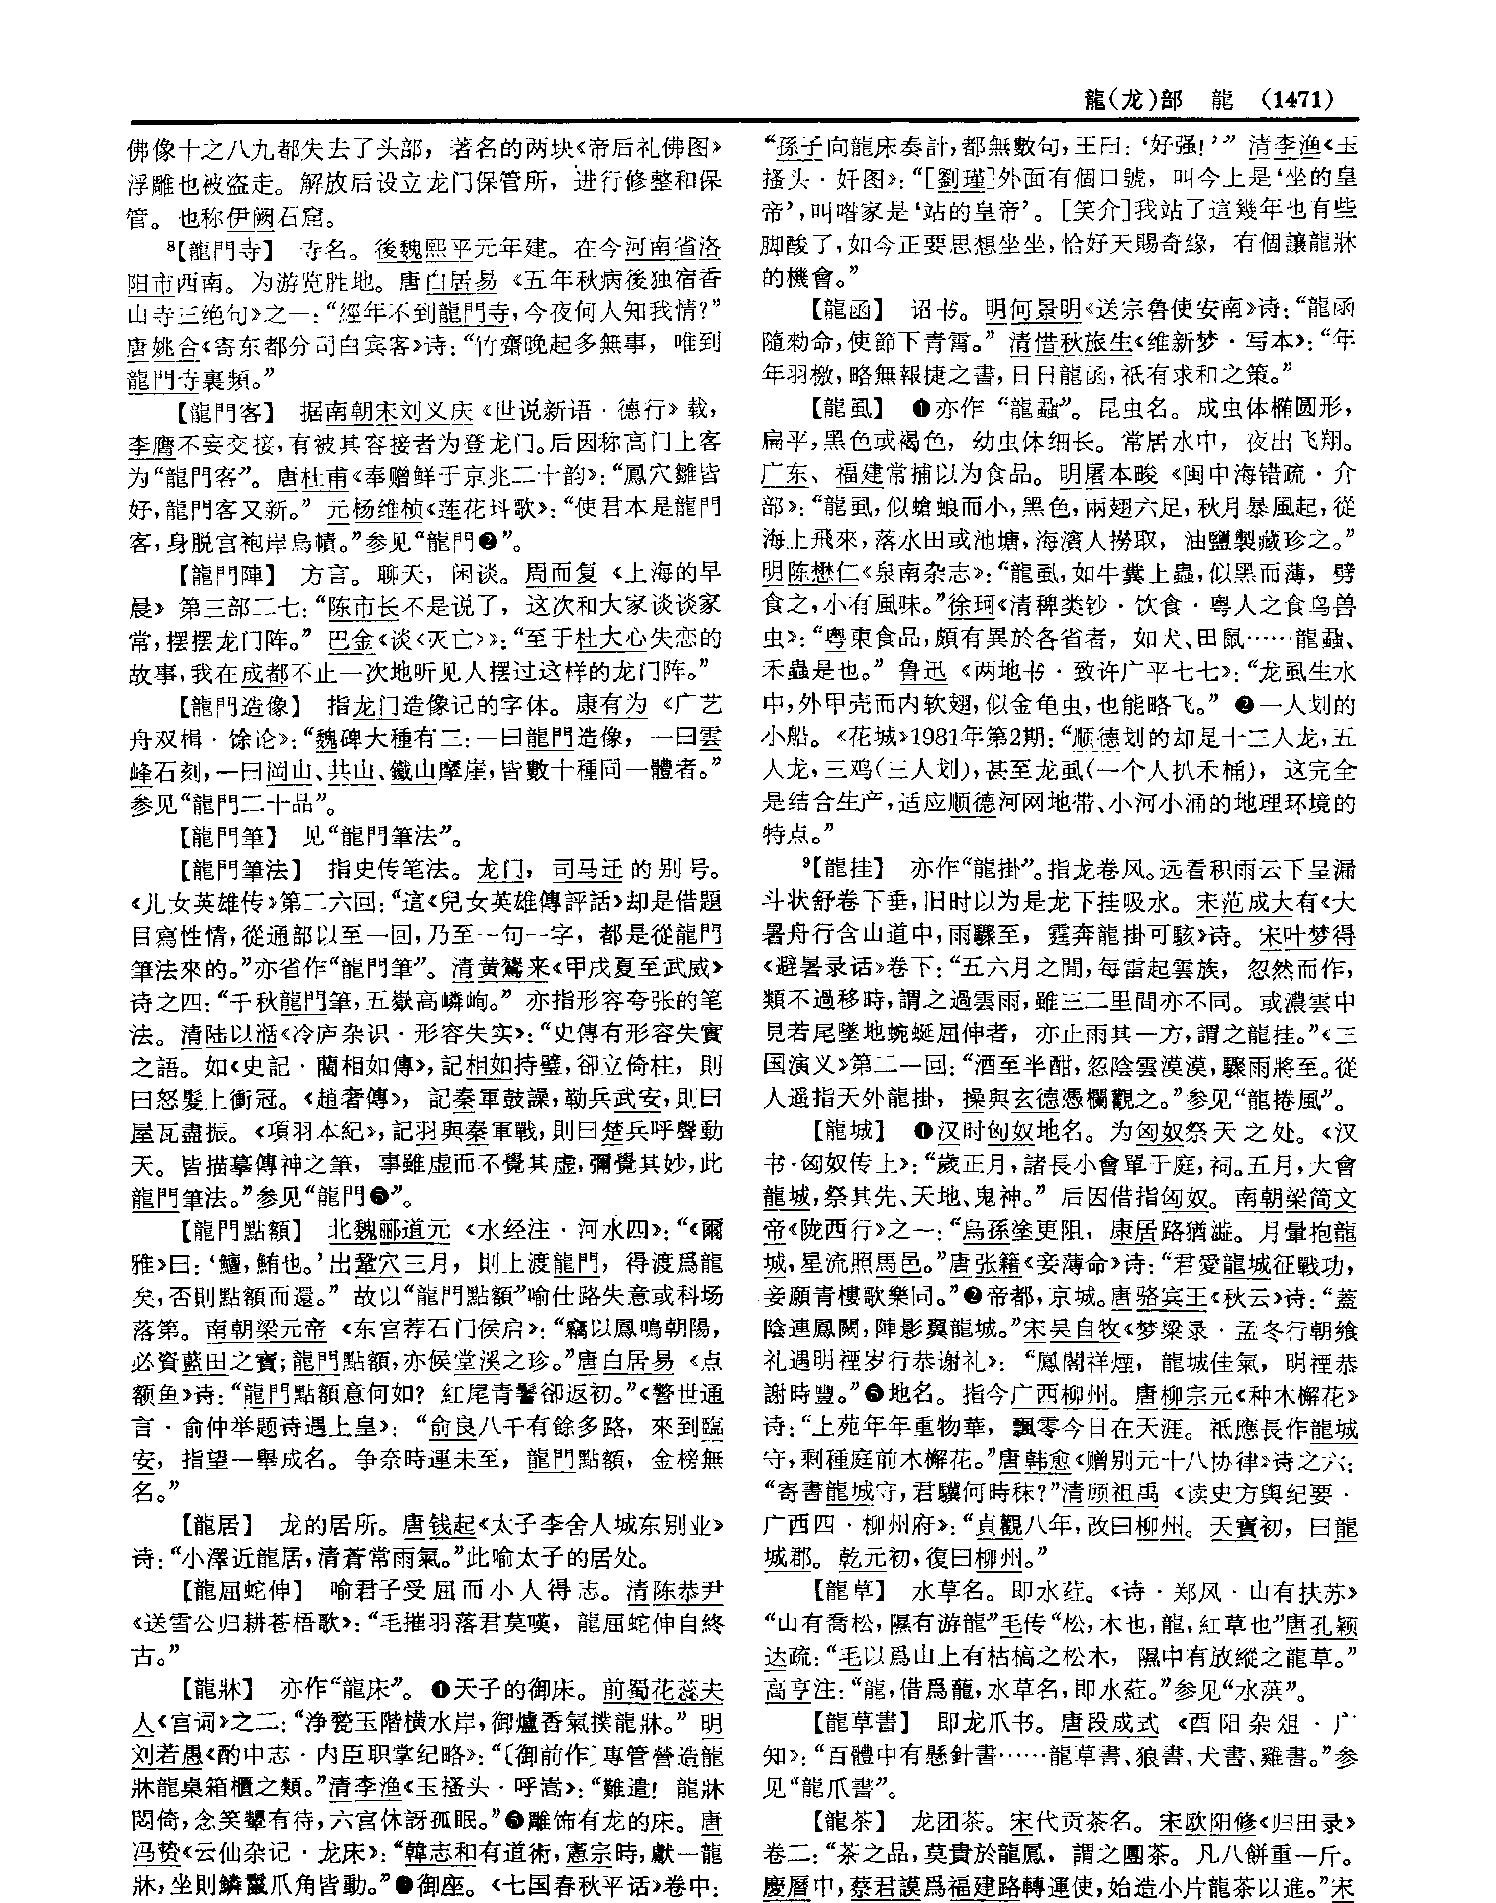 龍(龙)部 龍 (1471)
佛像十之八九都失去了头部，著名的两块《帝后礼佛图》
浮雕也被盗走。解放后设立龙门保管所，进行修整和保
管。也称伊阙石窟。
⁸【龍門寺】 寺名。後魏熙平元年建。在今河南省洛
阳市西南。为游览胜地。唐白居易《五年秋病後独宿香
山寺三绝句》之一：“經年不到龍門寺，今夜何人知我情？”
唐姚合《寄东都分司白宾客》诗：“竹齋晚起多無事，唯到
龍門寺裏頻。”
【龍門客】 据南朝宋刘义庆《世说新语·德行》载，
李膺不妄交接，有被其容接者为登龙门。后因称高门上客
为“龍門客”。唐杜甫《奉赠鲜于京兆二十韵》：“鳳穴雛皆
好，龍門客又新。”元杨维桢《莲花炓歌》：“使君本是龍門
客，身脱宫袍岸烏幘。”参见“龍門❷”。
【龍門陣】 方言。聊天，闲谈。周而复《上海的早
晨》第三部二七：“陈市长不是说了，这次和大家谈谈家
常，摆摆龙门阵。”巴金《谈〈灭亡〉》：“至于杜大心失恋的
故事，我在成都不止一次地听见人摆过这样的龙门阵。”
【龍門造像】 指龙门造像记的字体。康有为《广艺
舟双楫·馀论》：“魏碑大種有三：一曰龍門造像，一曰雲
峰石刻，一曰岡山、共山、鐵山摩崖，皆數十種同一體者。”
参见“龍門二十品”。
【龍門筆】 见“龍門筆法”。
【龍門筆法】 指史传笔法。龙门，司马迁的别号。
《儿女英雄传》第二六回：“這《兒女英雄傳評話》却是借題
目寫性情，從通部以至一回，乃至一句一字，都是從龍門
筆法來的。”亦省作“龍門筆”。清黄鷟来《甲戌夏至武威》
诗之四：“千秋龍門筆，五嶽高嶙峋。”亦指形容夸张的笔
法。清陆以湉《冷庐杂识·形容失实》：“史傳有形容失實
之語。如《史記·藺相如傳》，記相如持璧，卻立倚柱，則
曰怒髮上衝冠。《趙奢傳》，記秦軍鼓譟，勒兵武安，則曰
屋瓦盡振。《項羽本紀》，記羽與秦軍戰，則曰楚兵呼聲動
天。皆描摹傳神之筆，事雖虚而不覺其虚，彌覺其妙，此
龍門筆法。”参见“龍門❺”。
【龍門點額】 北魏郦道元《水经注·河水四》：“《爾
雅》曰：‘鱣，鮪也。’出鞏穴三月，則上渡龍門，得渡爲龍
矣，否則點額而還。”故以“龍門點額”喻仕路失意或科场
落第。南朝梁元帝《东宫荐石门侯启》：“竊以鳳鳴朝陽，
必資藍田之寶；龍門點額，亦俟堂溪之珍。”唐白居易《点
额鱼》诗：“龍門點額意何如？紅尾青鬐卻返初。”《警世通
言·俞仲举题诗遇上皇》：“俞良八千有餘多路，來到臨
安，指望一舉成名。争奈時運未至，龍門點額，金榜無
名。”
【龍居】 龙的居所。唐钱起《太子李舍人城东别业》
诗：“小澤近龍居，清蒼常雨氣。”此喻太子的居处。
【龍屈蛇伸】 喻君子受屈而小人得志。清陈恭尹
《送雪公归耕苍梧歌》：“毛摧羽落君莫嘆，龍屈蛇伸自終
古。”
【龍牀】 亦作“龍床”。❶天子的御床。前蜀花蕊夫
人《宫词》之二：“净甃玉階横水岸，御爐香氣撲龍牀。”明
刘若愚《酌中志·内臣职掌纪略》：“〔御前作〕專管營造龍
牀龍桌箱櫃之類。”清李渔《玉搔头·呼嵩》：“難遣！龍牀
悶倚，念笑顰有待，六宫休訝孤眠。”❷雕饰有龙的床。唐
冯贽《云仙杂记·龙床》：“韓志和有道術，憲宗時，獻一龍
牀，坐則鱗鬣爪角皆動。”❸御座。《七国春秋平话》卷中：
“孫子向龍床奏計，都無數句，王曰：‘好强！’”清李渔《玉
搔头·奸图》：“[劉瑾]外面有個口號，叫今上是‘坐的皇
帝’，叫喒家是‘站的皇帝’。[笑介]我站了這幾年也有些
脚酸了，如今正要思想坐坐，恰好天賜奇缘，有個讓龍牀
的機會。”
【龍函】 诏书。明何景明《送宗鲁使安南》诗：“龍函
隨勑命，使節下青霄。”清惜秋旅生《维新梦·写本》：“年
年羽檄，略無報捷之書，日日龍函，衹有求和之策。”
【龍虱】 ❶亦作“龍蝨”。昆虫名。成虫体椭圆形，
扁平，黑色或褐色，幼虫体细长。常居水中，夜出飞翔。
广东、福建常捕以为食品。明屠本畯《闽中海错疏·介
部》：“龍虱，似蜣蜋而小，黑色，兩翅六足，秋月暴風起，從
海上飛來，落水田或池塘，海濱人撈取，油鹽製藏珍之。”
明陈懋仁《泉南杂志》：“龍虱，如牛糞上蟲，似黑而薄，劈
食之，小有風味。”徐珂《清稗类钞·饮食·粤人之食鸟兽
虫》：“粤東食品，頗有異於各省者，如犬、田鼠……龍蝨、
禾蟲是也。”鲁迅《两地书·致许广平七七》：“龙虱生水
中，外甲壳而内软翅，似金龟虫，也能略飞。”❷一人划的
小船。《花城》1981年第2期：“顺德划的却是十二人龙，五
人龙，三鸡（三人划），甚至龙虱（一个人扒禾桶），这完全
是结合生产，适应顺德河网地带、小河小涌的地理环境的
特点。”
⁹【龍挂】 亦作“龍掛”。指龙卷风。远看积雨云下呈漏
斗状舒卷下垂，旧时以为是龙下挂吸水。宋范成大有《大
暑舟行含山道中，雨驟至，霆奔龍掛可駭》诗。宋叶梦得
《避暑录话》卷下：“五六月之間，每雷起雲族，忽然而作，
類不過移時，謂之過雲雨，雖三二里間亦不同。或濃雲中
見若尾墜地蜿蜒屈伸者，亦止雨其一方，謂之龍挂。”《三
国演义》第二一回：“酒至半酣，忽陰雲漠漠，驟雨將至。從
人遥指天外龍掛，操與玄德憑欄觀之。”参见“龍捲風”。
【龍城】 ❶汉时匈奴地名。为匈奴祭天之处。《汉
书·匈奴传上》：“歲正月，諸長小會單于庭，祠。五月，大會
龍城，祭其先、天地、鬼神。”后因借指匈奴。南朝梁简文
帝《陇西行》之一：“烏孫塗更阻，康居路猶澁。月暈抱龍
城，星流照馬邑。”唐张籍《妾薄命》诗：“君愛龍城征戰功，
妾願青樓歌樂同。”❷帝都，京城。唐骆宾王《秋云》诗：“蓋
陰連鳳闕，陣影翼龍城。”宋吴自牧《梦粱录·孟冬行朝飨
礼遇明禋岁行恭谢礼》：“鳳閣祥煙，龍城佳氣，明禋恭
謝時豐。”❸地名。指今广西柳州。唐柳宗元《种木槲花》
诗：“上苑年年重物華，飄零今日在天涯。祇應長作龍城
守，剩種庭前木槲花。”唐韩愈《赠别元十八协律》诗之六：
“寄書龍城守，君驥何時秣？”清顾祖禹《读史方舆纪要·
广西四·柳州府》：“貞觀八年，改曰柳州。天寶初，曰龍
城郡。乾元初，復曰柳州。”
【龍草】 水草名。即水荭。《诗·郑风·山有扶苏》
“山有喬松，隰有游龍”毛传“松，木也，龍，紅草也”唐孔颖
达疏：“毛以爲山上有枯槁之松木，隰中有放縱之龍草。”
高亨注：“龍，借爲蘢，水草名，即水葒。”参见“水葓”。
【龍草書】 即龙爪书。唐段成式《酉阳杂俎·广
知》：“百體中有懸針書……龍草書、狼書、犬書、雞書。”参
见“龍爪書”。
【龍茶】 龙团茶。宋代贡茶名。宋欧阳修《归田录》
卷二：“茶之品，莫貴於龍鳳，謂之團茶。凡八餅重一斤。
慶曆中，蔡君謨爲福建路轉運使，始造小片龍茶以進。”宋